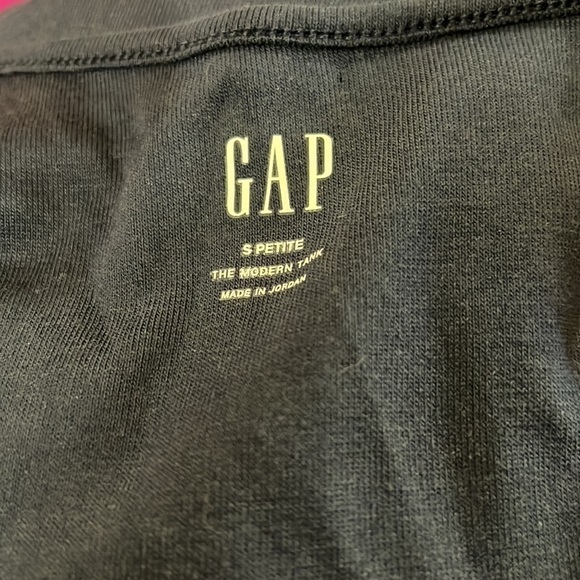 GAP
S PETITE
THE MODERN TANK
MADE IN JORDAN